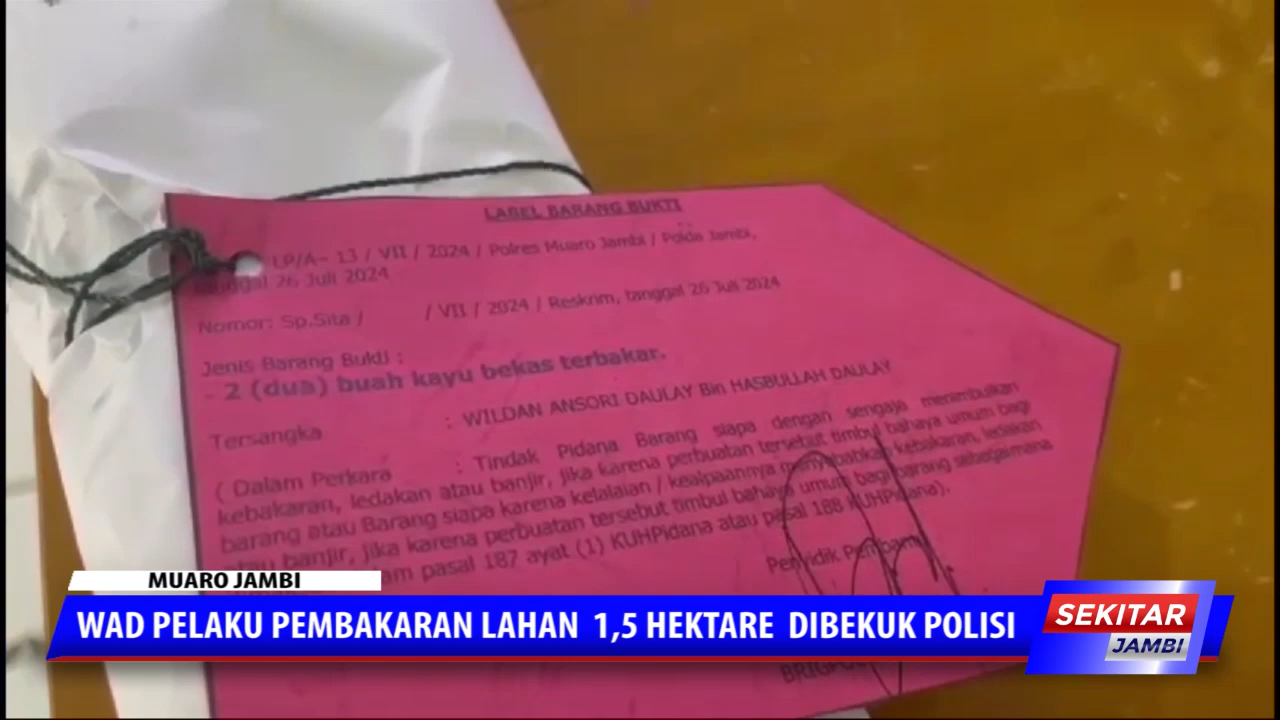 LABEL BARANG BUKTI
LP/A- 13 / VII / 2024 / Polres Muaro Jambi / Polda Jambi,
tanggal 26 Juli 2024
Nomor: Sp.Sita / / VII / 2024 / Reskrim, tanggal 26 Juli 2024
Jenis Barang Bukti :
- 2 (dua) buah kayu bekas terbakar.
Tersangka : WILDAN ANSORI DAULAY Bin HASBULLAH DAULAY
( Dalam Perkara : Tindak Pidana Barang siapa dengan sengaja menimbulkan
kebakaran, ledakan atau banjir, jika karena perbuatan tersebut timbul bahaya umum bagi
barang atau Barang siapa karena kelalaian / kealpaannya menyebabkan kebakaran, ledakan
atau banjir, jika karena perbuatan tersebut timbul bahaya umum bagi barang sebagaimana
pasal 187 ayat (1) KUHPidana atau pasal 188 KUHPidana).
Penyidik Pembantu
MUARO JAMBI
WAD PELAKU PEMBAKARAN LAHAN 1,5 HEKTARE DIBEKUK POLISI
SEKITAR
JAMBI